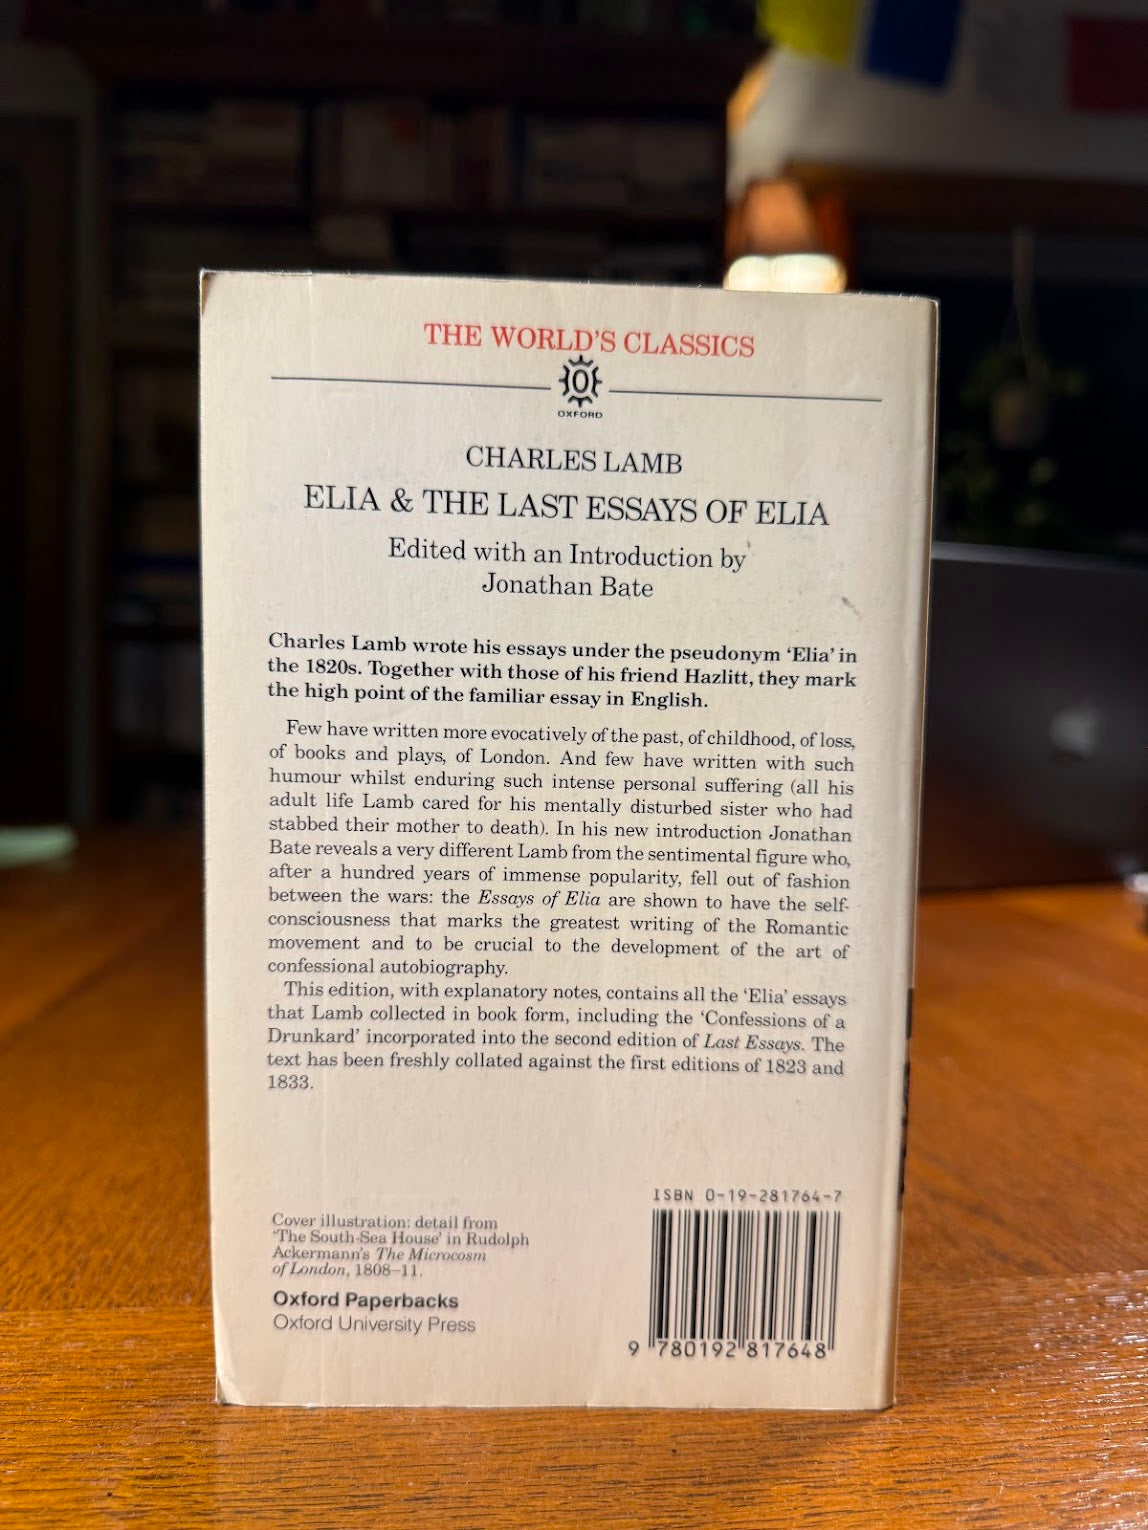 THE WORLD'S CLASSICS
O
OXFORD
CHARLES LAMB
ELIA & THE LAST ESSAYS OF ELIA
Edited with an Introduction by
Jonathan Bate
Charles Lamb wrote his essays under the pseudonym ‘Elia’ in
the 1820s. Together with those of his friend Hazlitt, they mark
the high point of the familiar essay in English.
Few have written more evocatively of the past, of childhood, of loss,
of books and plays, of London. And few have written with such
humour whilst enduring such intense personal suffering (all his
adult life Lamb cared for his mentally disturbed sister who had
stabbed their mother to death). In his new introduction Jonathan
Bate reveals a very different Lamb from the sentimental figure who,
after a hundred years of immense popularity, fell out of fashion
between the wars: the Essays of Elia are shown to have the self-
consciousness that marks the greatest writing of the Romantic
movement and to be crucial to the development of the art of
confessional autobiography.
This edition, with explanatory notes, contains all the ‘Elia’ essays
that Lamb collected in book form, including the ‘Confessions of a
Drunkard’ incorporated into the second edition of Last Essays. The
text has been freshly collated against the first editions of 1823 and
1833.
Cover illustration: detail from
‘The South-Sea House’ in Rudolph
Ackermann's The Microcosm
of London, 1808–11.
Oxford Paperbacks
Oxford University Press
ISBN 0-19-281764-7
9 780192 817648